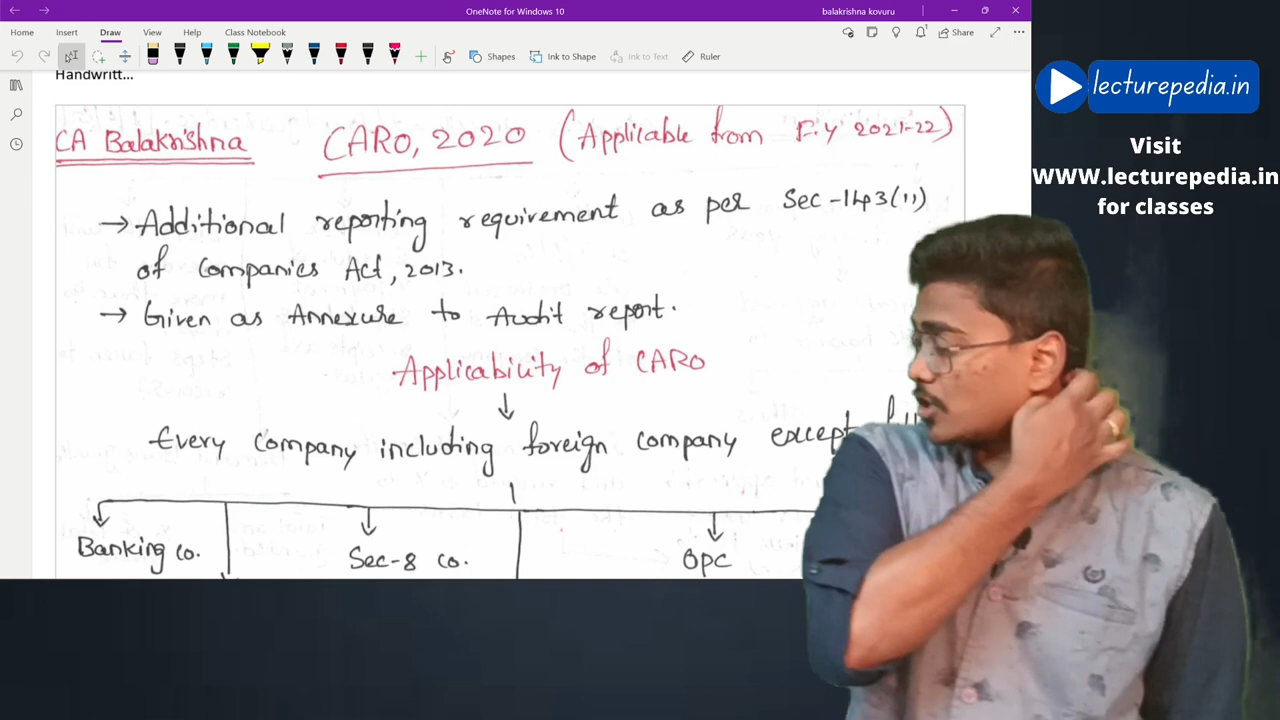 OneNote for Windows 10
balakrishna kovuru
Home Insert Draw View Help Class Notebook
Share
Shapes Ink to Shape Ink to Text Ruler
Handwritt...
CA Balakrishna CARO, 2020 (Applicable from F.Y 2021-22)
→ Additional reporting requirement as per Sec-143(11)
of Companies Act, 2013.
→ Given as Annexure to Audit report.
Applicability of CARO
Every company including foreign company except
Banking co. Sec-8 co. OPC
lecturepedia.in
Visit
www.lecturepedia.in
for classes